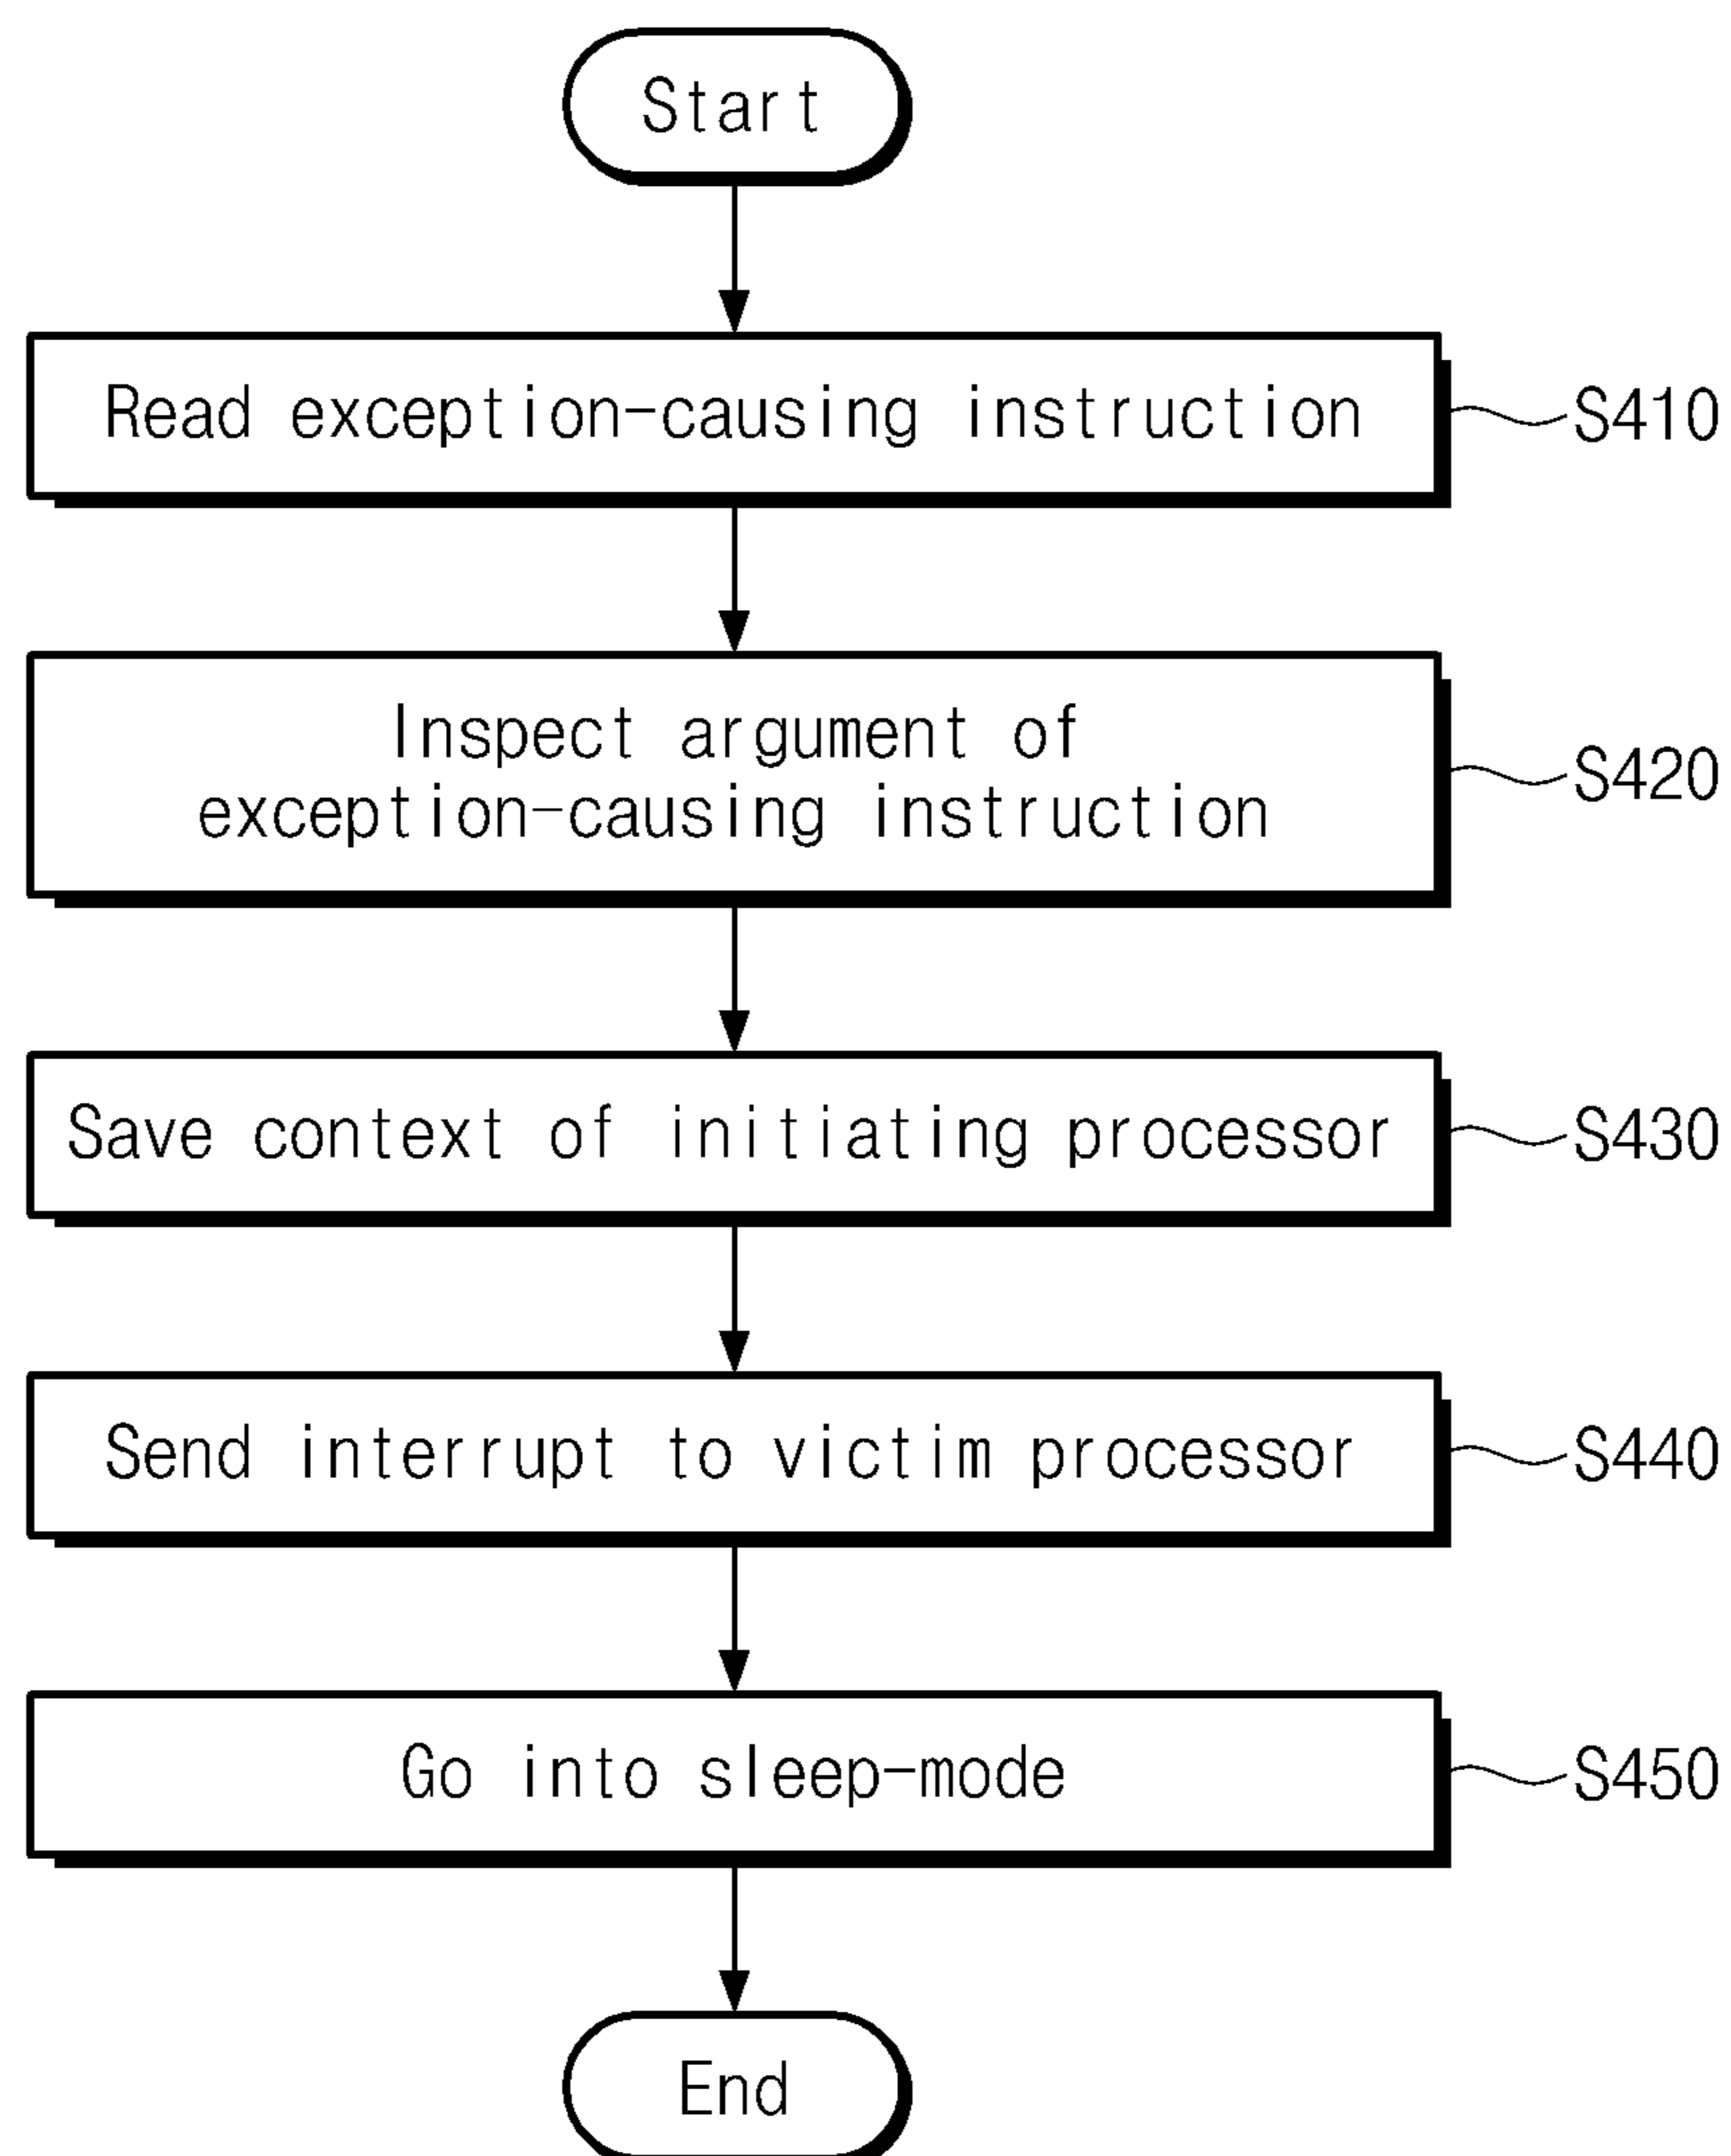 Start
Read exception-causing instruction
S410
Inspect argument of
exception-causing instruction
S420
Save context of initiating processor
S430
Send interrupt to victim processor
S440
Go into sleep-mode
S450
End